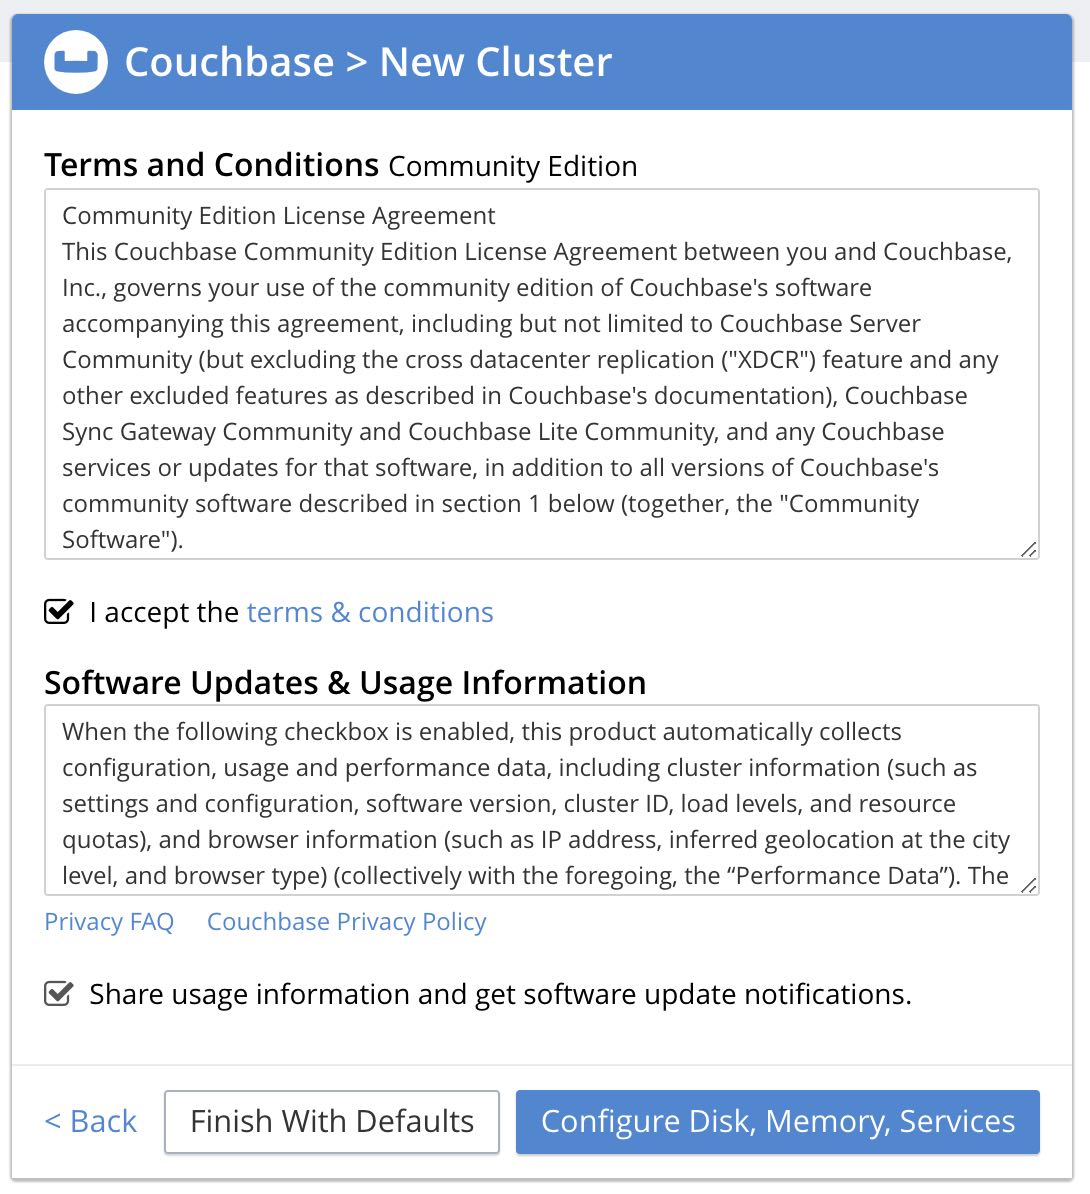 Couchbase > New Cluster
Terms and Conditions Community Edition
Community Edition License Agreement
This Couchbase Community Edition License Agreement between you and Couchbase,
Inc., governs your use of the community edition of Couchbase's software
accompanying this agreement, including but not limited to Couchbase Server
Community (but excluding the cross datacenter replication ("XDCR") feature and any
other excluded features as described in Couchbase's documentation), Couchbase
Sync Gateway Community and Couchbase Lite Community, and any Couchbase
services or updates for that software, in addition to all versions of Couchbase's
community software described in section 1 below (together, the "Community
Software").
I accept the terms & conditions
Software Updates & Usage Information
When the following checkbox is enabled, this product automatically collects
configuration, usage and performance data, including cluster information (such as
settings and configuration, software version, cluster ID, load levels, and resource
quotas), and browser information (such as IP address, inferred geolocation at the city
level, and browser type) (collectively with the foregoing, the “Performance Data”). The
Privacy FAQ Couchbase Privacy Policy
Share usage information and get software update notifications.
< Back Finish With Defaults Configure Disk, Memory, Services